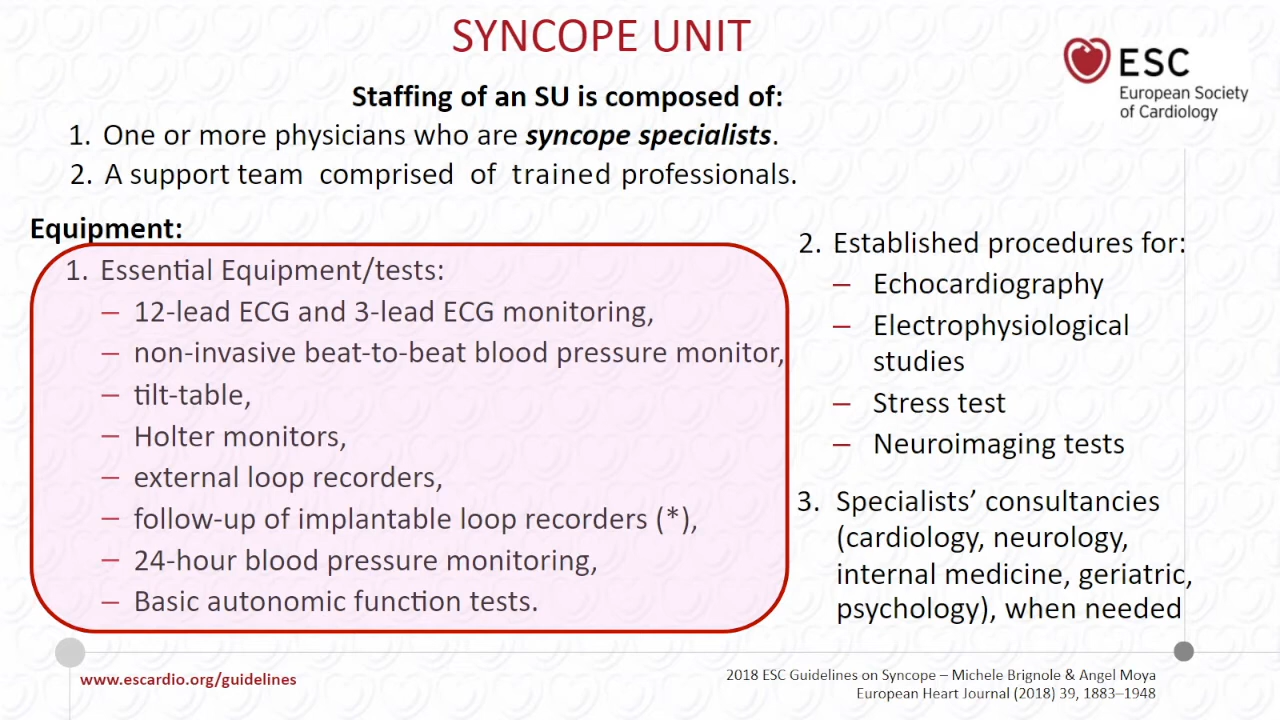 SYNCOPE UNIT
ESC
European Society
of Cardiology
Staffing of an SU is composed of:
1. One or more physicians who are syncope specialists.
2. A support team comprised of trained professionals.
Equipment:
1. Essential Equipment/tests:
– 12-lead ECG and 3-lead ECG monitoring,
– non-invasive beat-to-beat blood pressure monitor,
– tilt-table,
– Holter monitors,
– external loop recorders,
– follow-up of implantable loop recorders (*),
– 24-hour blood pressure monitoring,
– Basic autonomic function tests.
2. Established procedures for:
– Echocardiography
– Electrophysiological
studies
– Stress test
– Neuroimaging tests
3. Specialists’ consultancies
(cardiology, neurology,
internal medicine, geriatric,
psychology), when needed
www.escardio.org/guidelines
2018 ESC Guidelines on Syncope – Michele Brignole & Angel Moya
European Heart Journal (2018) 39, 1883–1948